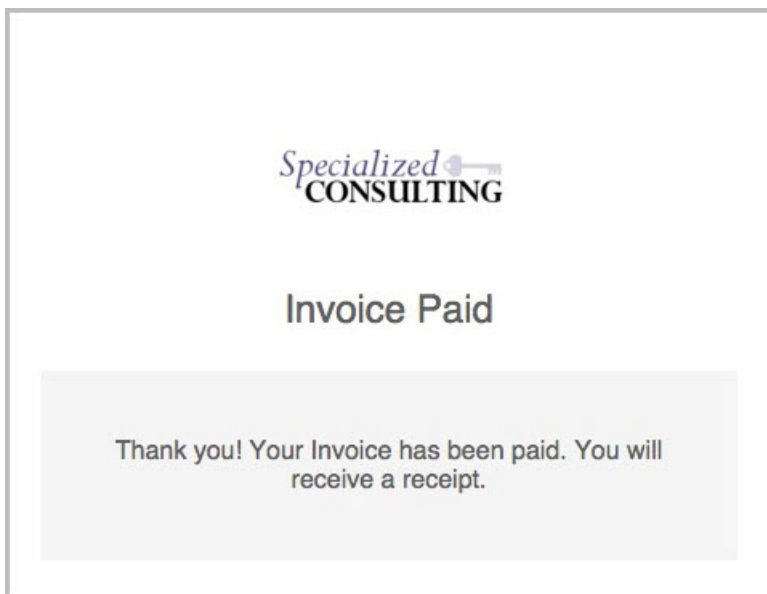 Specialized
CONSULTING
Invoice Paid
Thank you! Your Invoice has been paid. You will
receive a receipt.